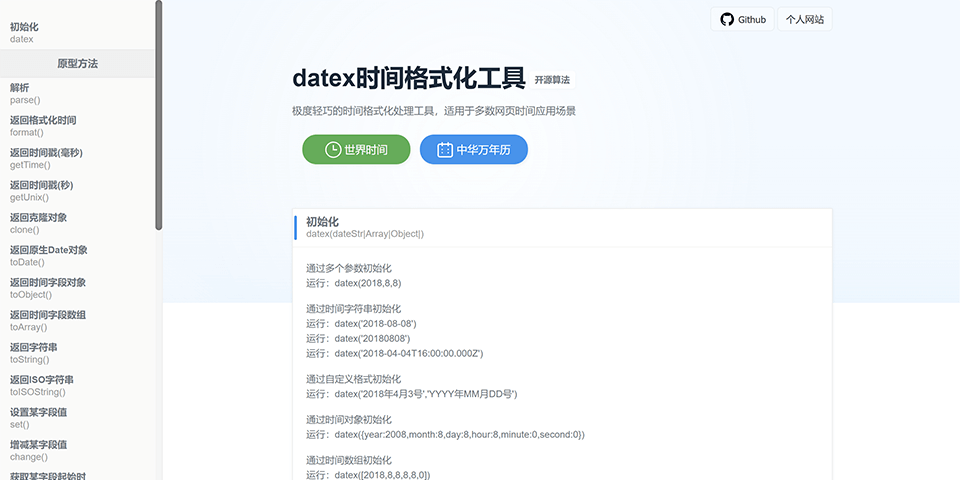 初始化
datex
原型方法
解析
parse()
返回格式化时间
format()
返回时间戳(毫秒)
getTime()
返回时间戳(秒)
getUnix()
返回克隆对象
clone()
返回原生Date对象
toDate()
返回时间字段对象
toObject()
返回时间字段数组
toArray()
返回字符串
toString()
返回ISO字符串
toISOString()
设置某字段值
set()
增减某字段值
change()
获取某字段起始时
Github
个人网站
datex时间格式化工具 开源算法
极度轻巧的时间格式化处理工具，适用于多数网页时间应用场景
世界时间
中华万年历
初始化
datex(dateStr|Array|Object|)
通过多个参数初始化
运行：datex(2018,8,8)
通过时间字符串初始化
运行：datex('2018-08-08')
运行：datex('20180808')
运行：datex('2018-04-04T16:00:00.000Z')
通过自定义格式初始化
运行：datex('2018年4月3号','YYYY年MM月DD号')
通过时间对象初始化
运行：datex({year:2008,month:8,day:8,hour:8,minute:0,second:0})
通过时间数组初始化
运行：datex([2018,8,8,8,8,0])